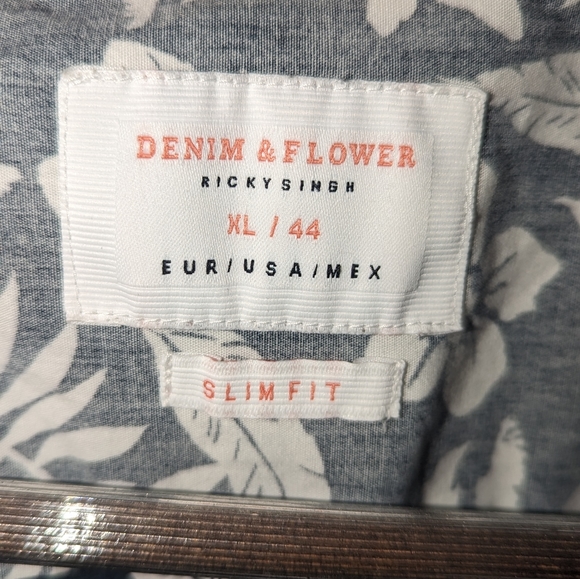 DENIM & FLOWER
RICKY SINGH
XL / 44
EUR/USA/MEX
SLIM FIT